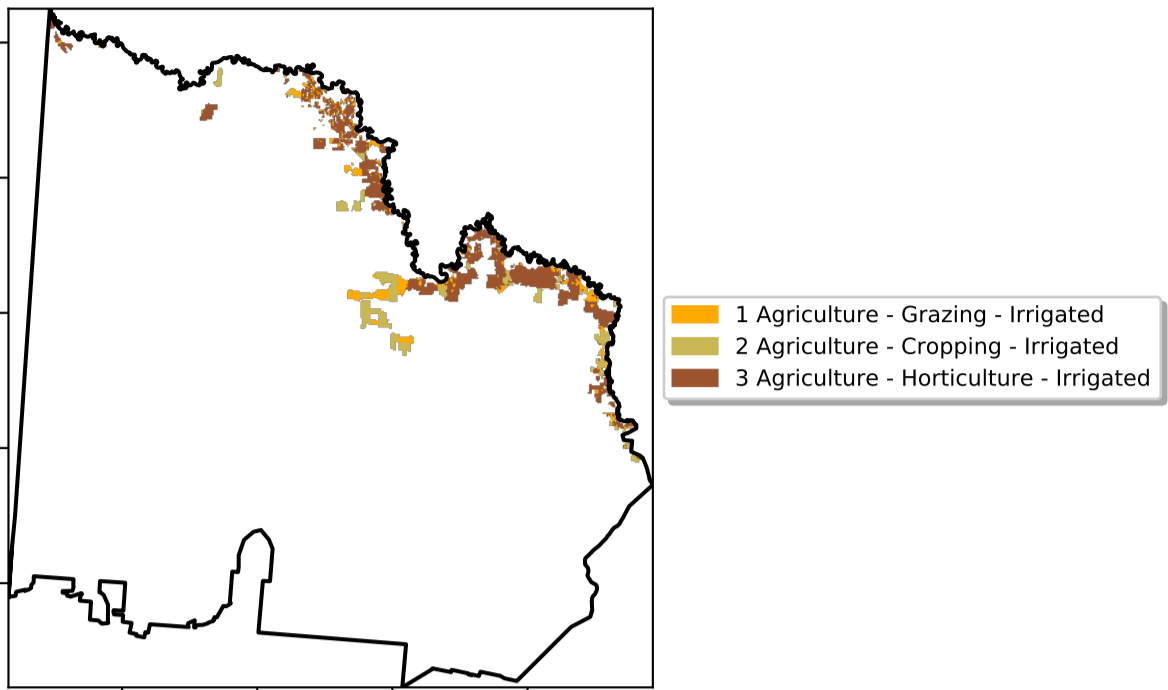 1 Agriculture - Grazing - Irrigated
2 Agriculture - Cropping - Irrigated
3 Agriculture - Horticulture - Irrigated